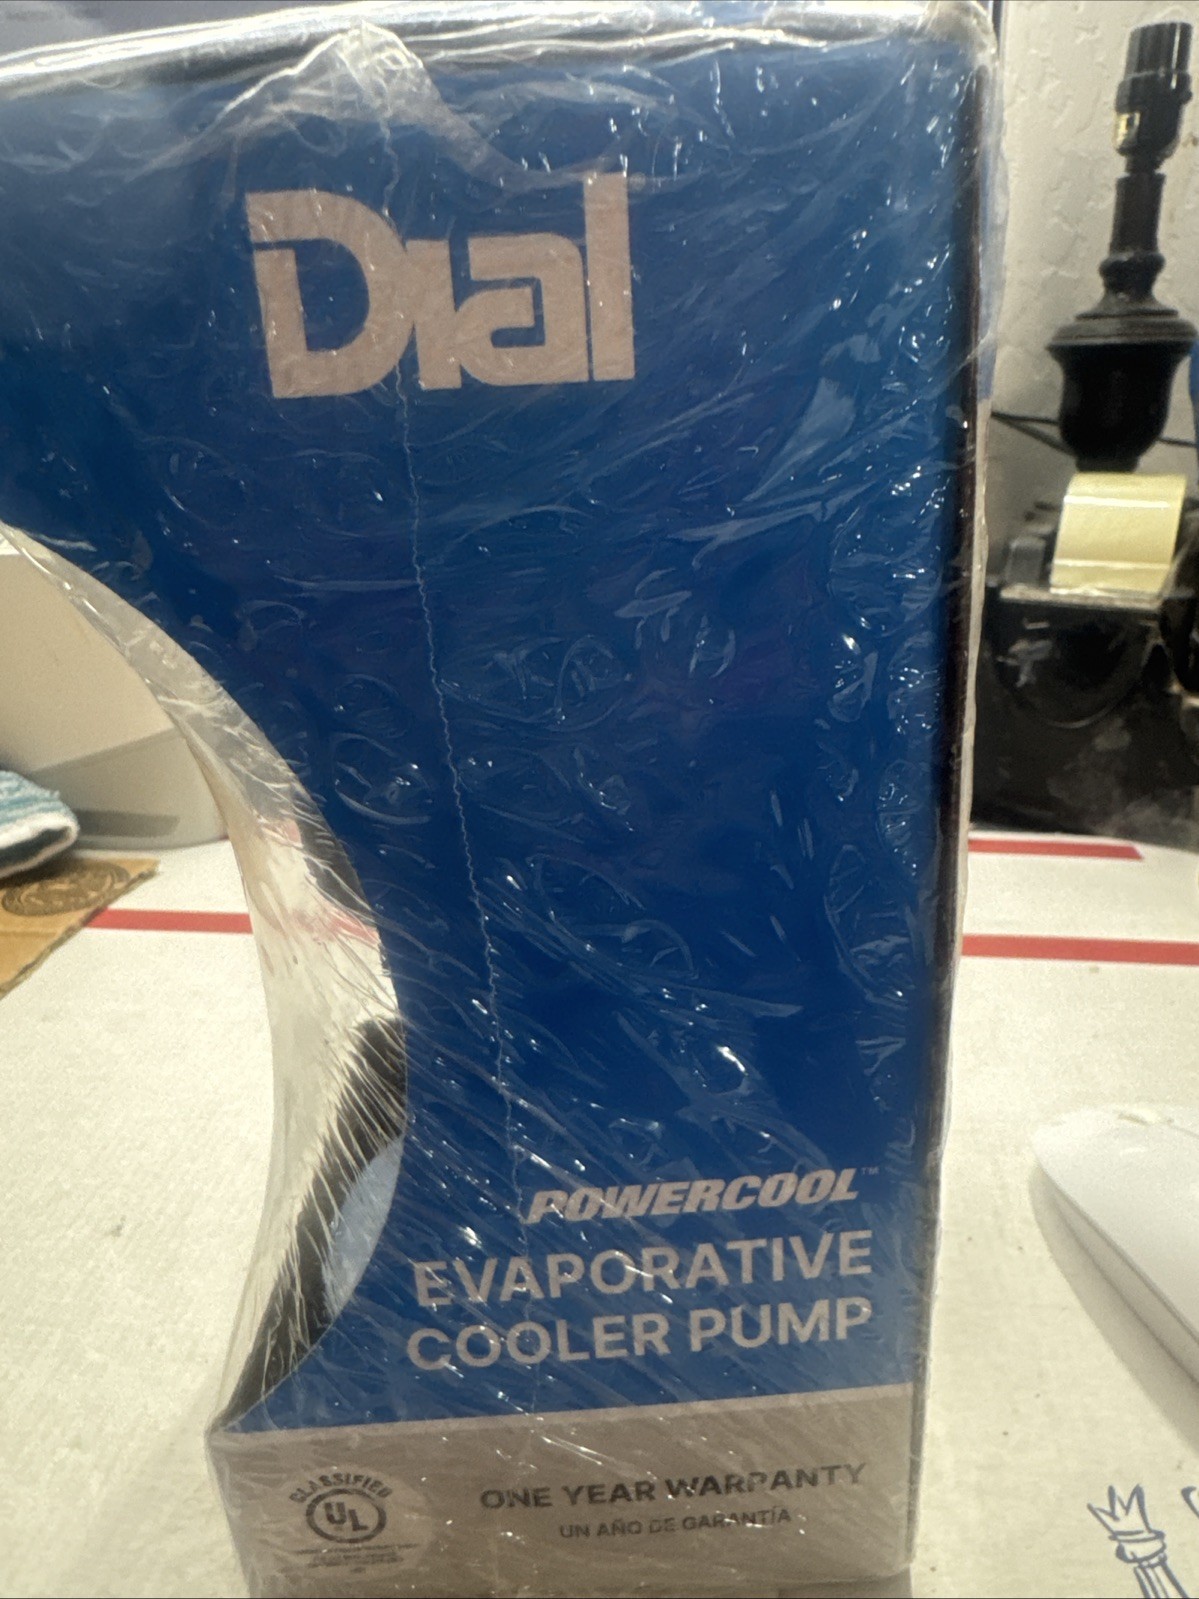 Dial
POWERCOOL™
EVAPORATIVE
COOLER PUMP
CLASSIFIED
UL
ONE YEAR WARRANTY
UN AÑO DE GARANTÍA